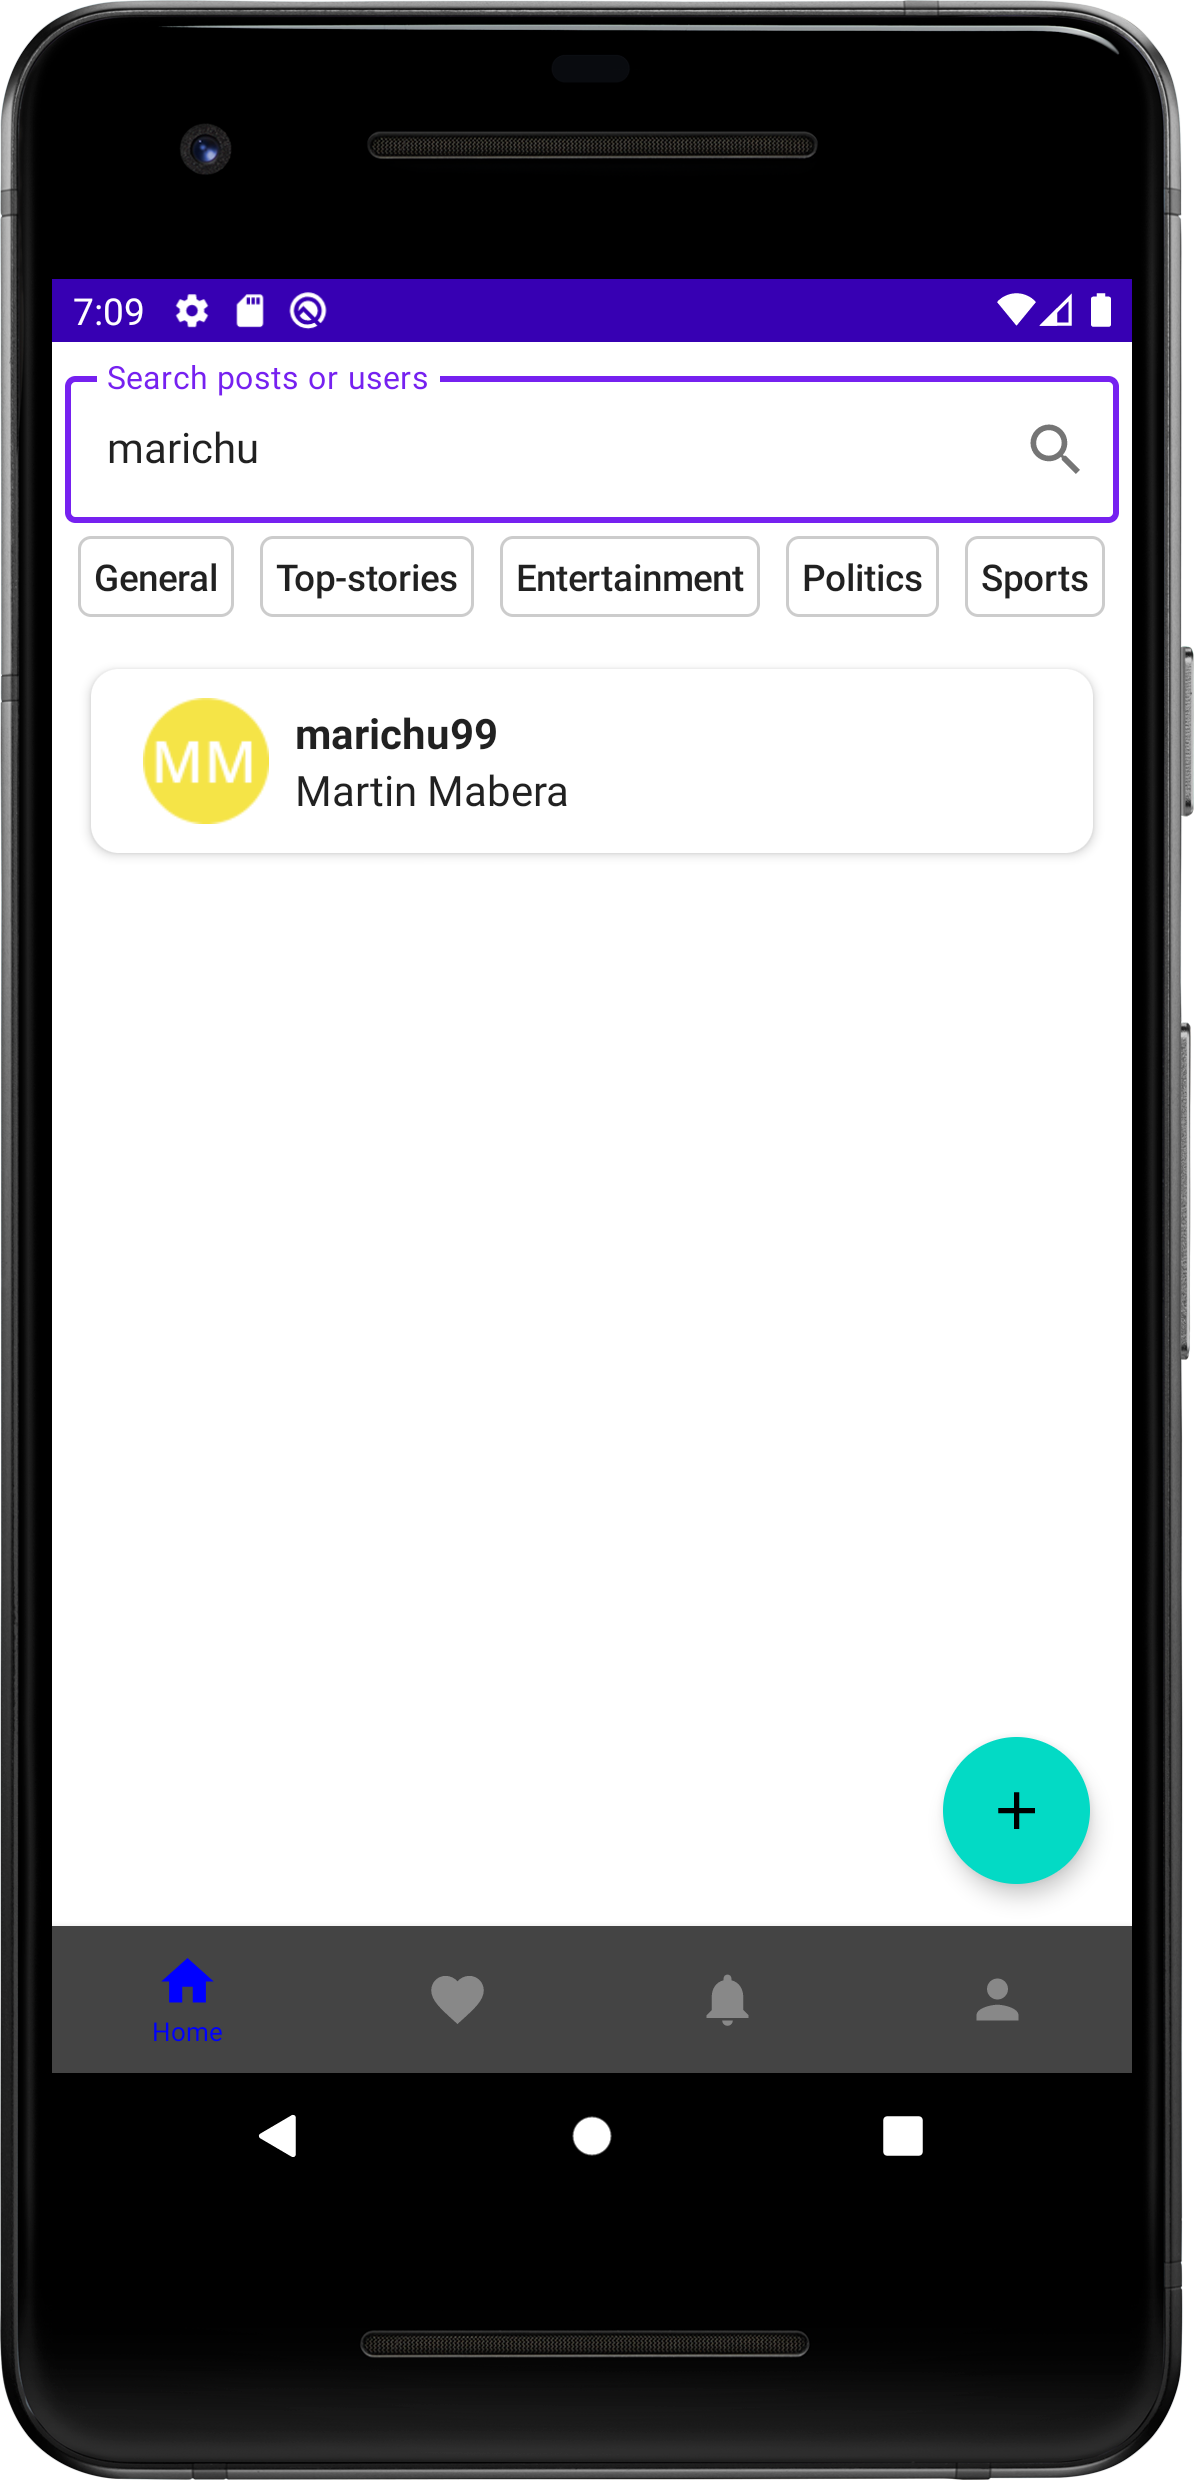 7:09
Search posts or users
marichu
General Top-stories Entertainment Politics Sports
MM
marichu99
Martin Mabera
+
Home